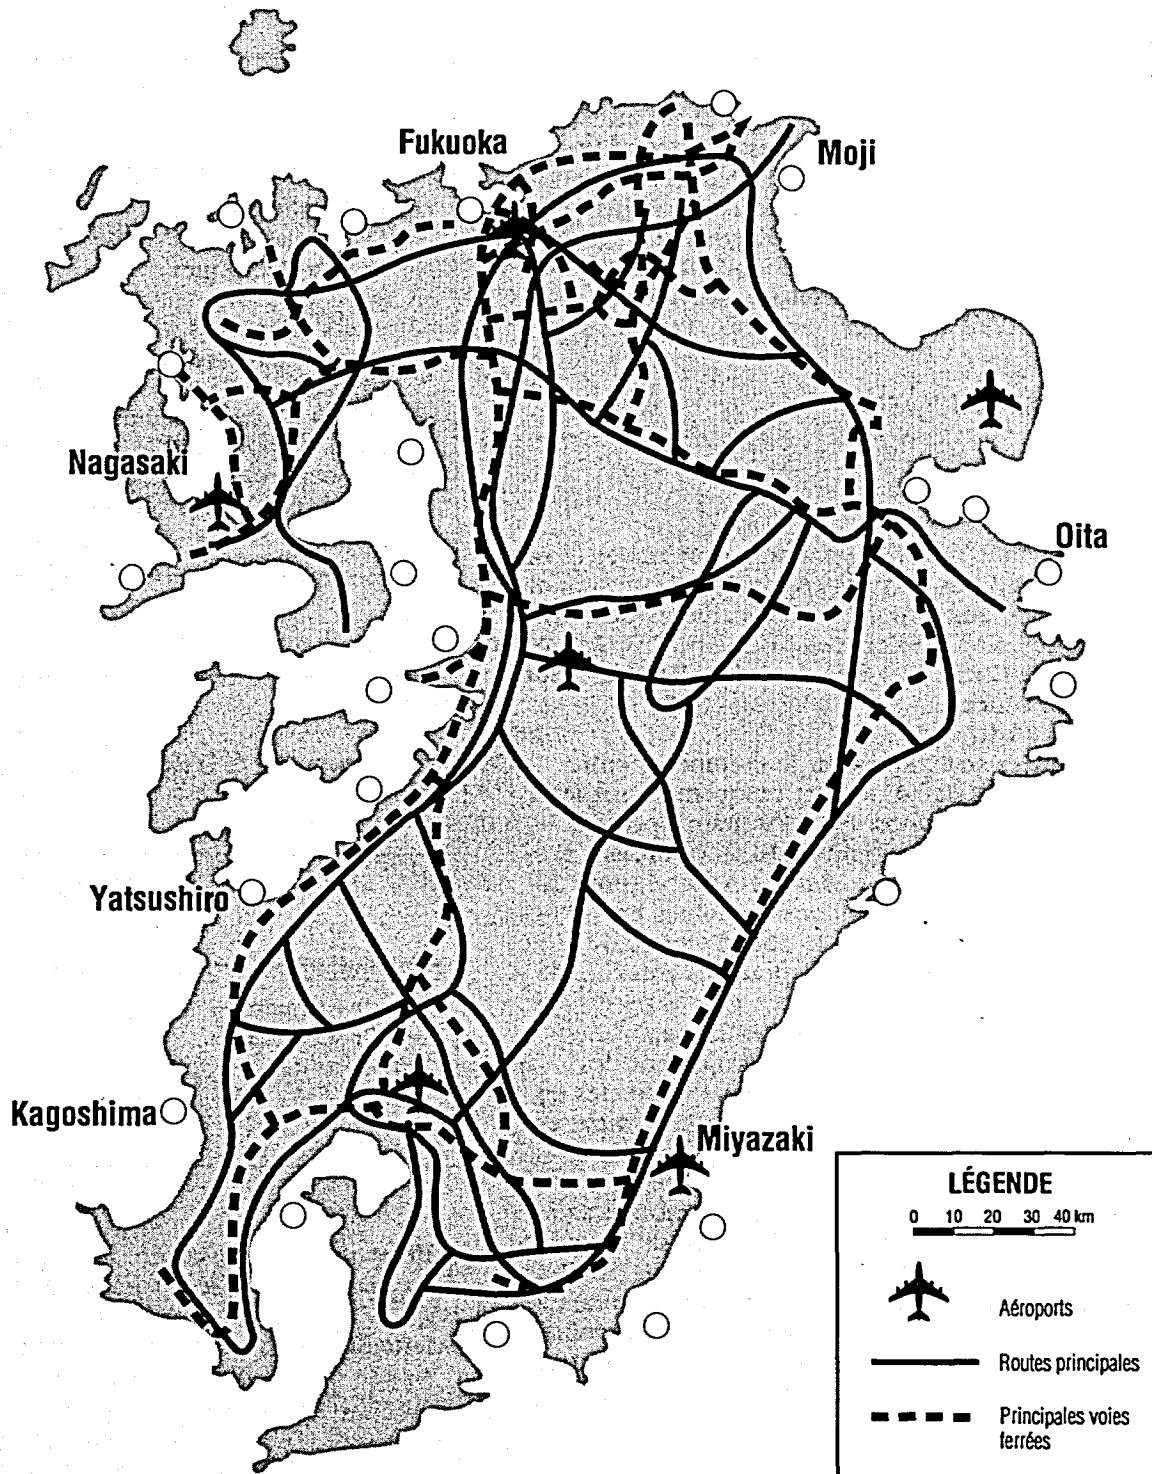 Fukuoka
Moji
Nagasaki
Oita
Yatsushiro
Kagoshima
Miyazaki
LÉGENDE
0 10 20 30 40 km
Aéroports
Routes principales
Principales voies
ferrées